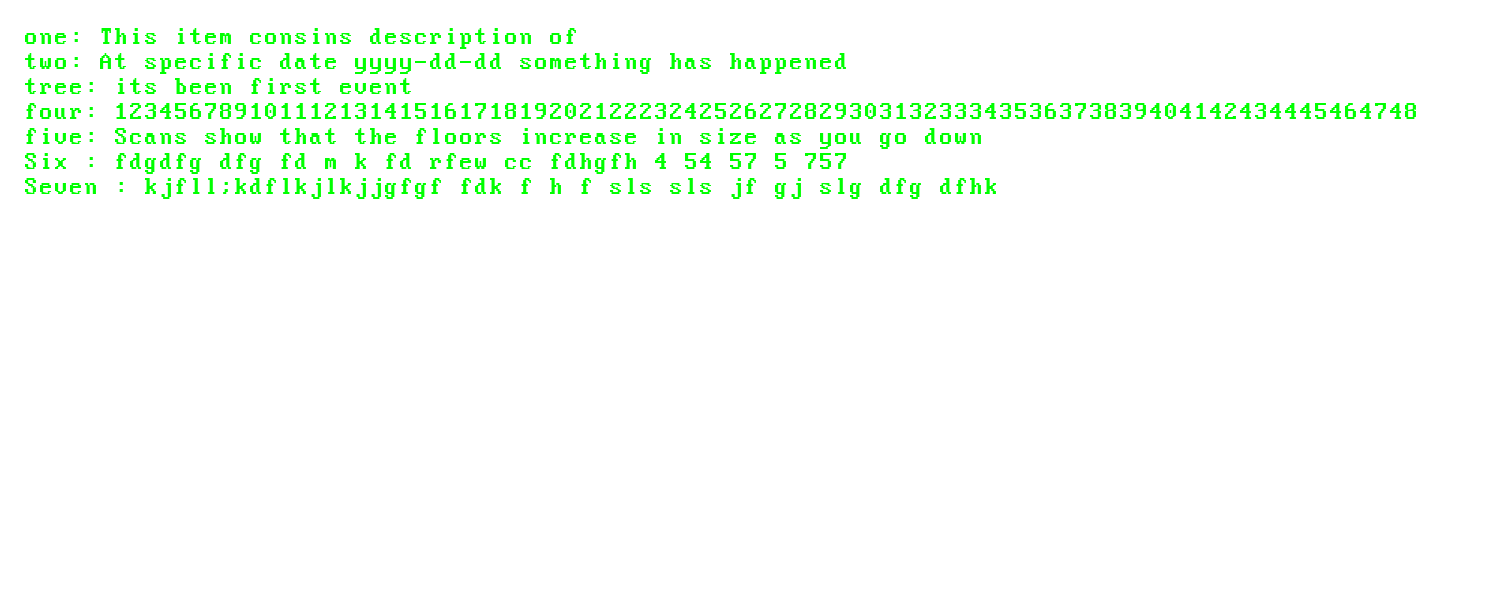 one: This item consins description of
two: At specific date yyyy-dd-dd something has happened
tree: its been first event
four: 123456789101112131415161718192021222324252627282930313233343536373839404142434445464748
five: Scans show that the floors increase in size as you go down
Six : fdgdfg dfg fd m k fd rfew cc fdhgfh 4 54 57 5 757
Seven : kjfll;kdflkjlkjjgfgf fdk f h f sls sls jf gj slg dfg dfhk